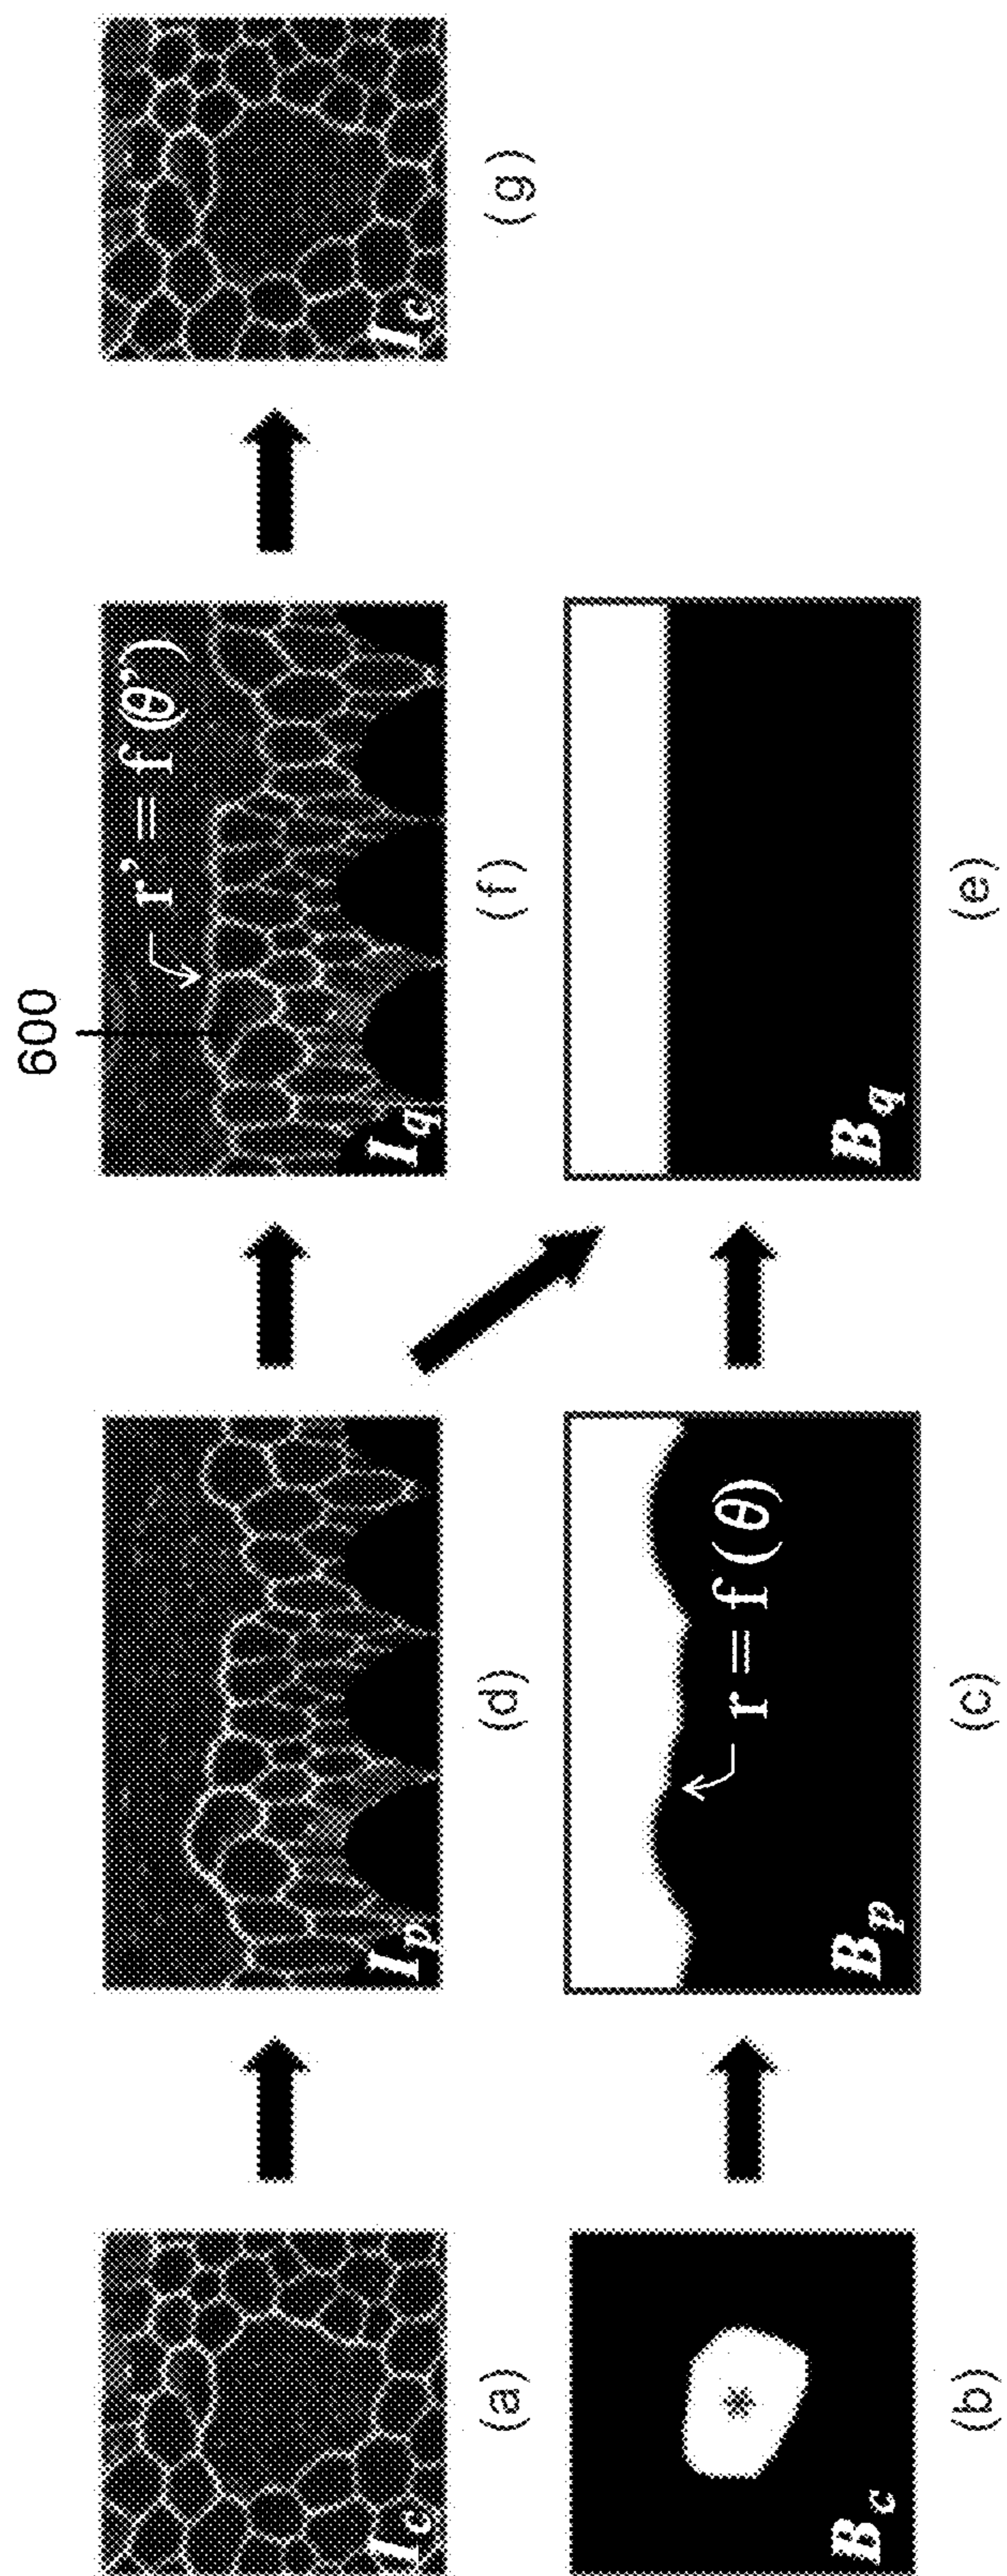 600
r' = f(θ')
I_c
I_p
I_q
I_c
(a)
(d)
(f)
(g)
r = f(θ)
B_c
B_p
B_q
(b)
(c)
(e)